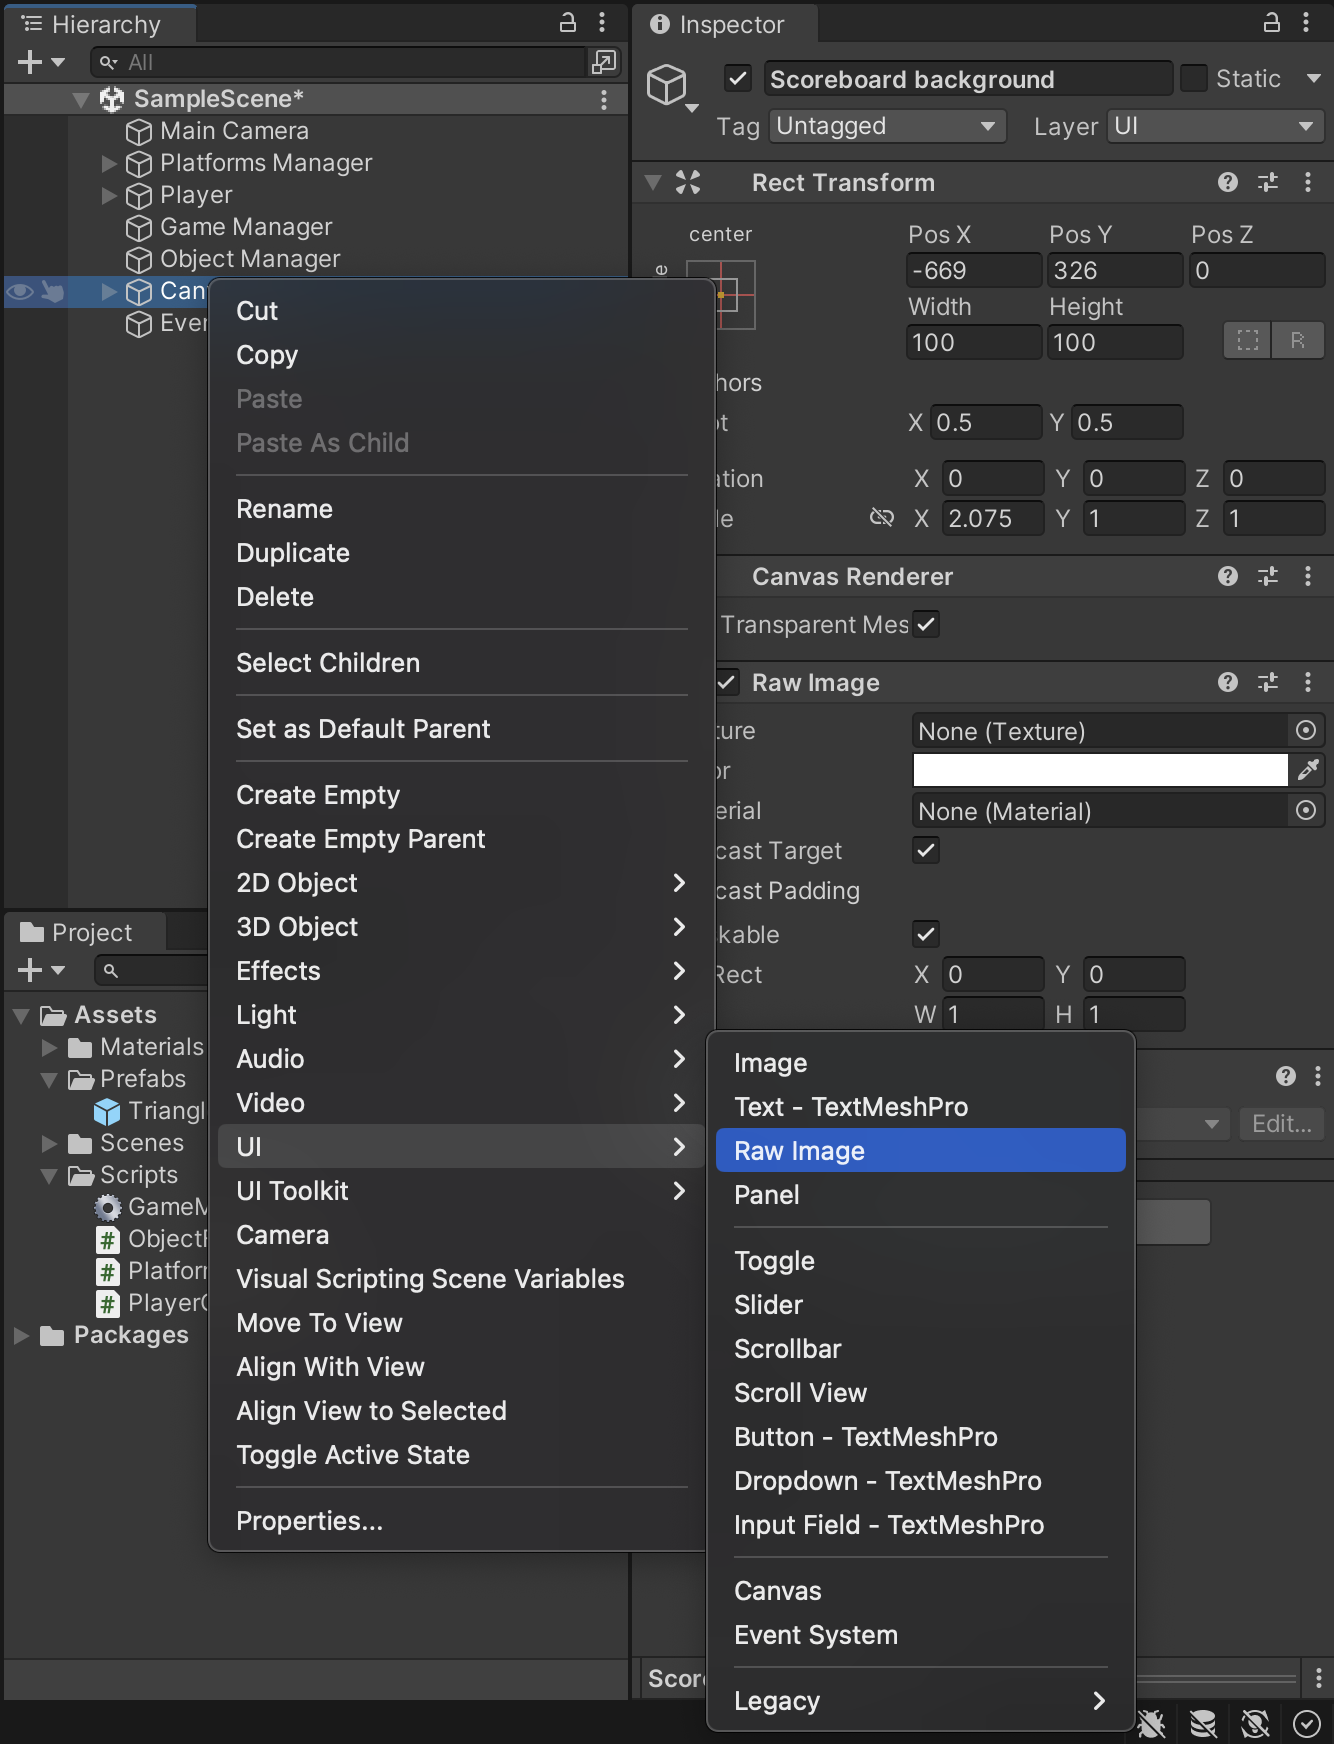 Hierarchy
All
SampleScene*
Main Camera
Platforms Manager
Player
Game Manager
Object Manager
Can
Ever
Cut
Copy
Paste
Paste As Child
Rename
Duplicate
Delete
Select Children
Set as Default Parent
Create Empty
Create Empty Parent
2D Object
3D Object
Effects
Light
Audio
Video
UI
UI Toolkit
Camera
Visual Scripting Scene Variables
Move To View
Align With View
Align View to Selected
Toggle Active State
Properties...
Image
Text - TextMeshPro
Raw Image
Panel
Toggle
Slider
Scrollbar
Scroll View
Button - TextMeshPro
Dropdown - TextMeshPro
Input Field - TextMeshPro
Canvas
Event System
Legacy
Project
Assets
Materials
Prefabs
Triangl
Scenes
Scripts
GameM
Object
Platfor
Player
Packages
Inspector
Scoreboard background
Static
Tag Untagged Layer UI
Rect Transform
center
Pos X Pos Y Pos Z
-669 326 0
Width Height
100 100
R
hors
ot
X 0.5 Y 0.5
ation
X 0 Y 0 Z 0
le
X 2.075 Y 1 Z 1
Canvas Renderer
Transparent Mes
Raw Image
ture
None (Texture)
or
erial
None (Material)
cast Target
cast Padding
kable
Rect
X 0 Y 0
W 1 H 1
Edit...
Scor